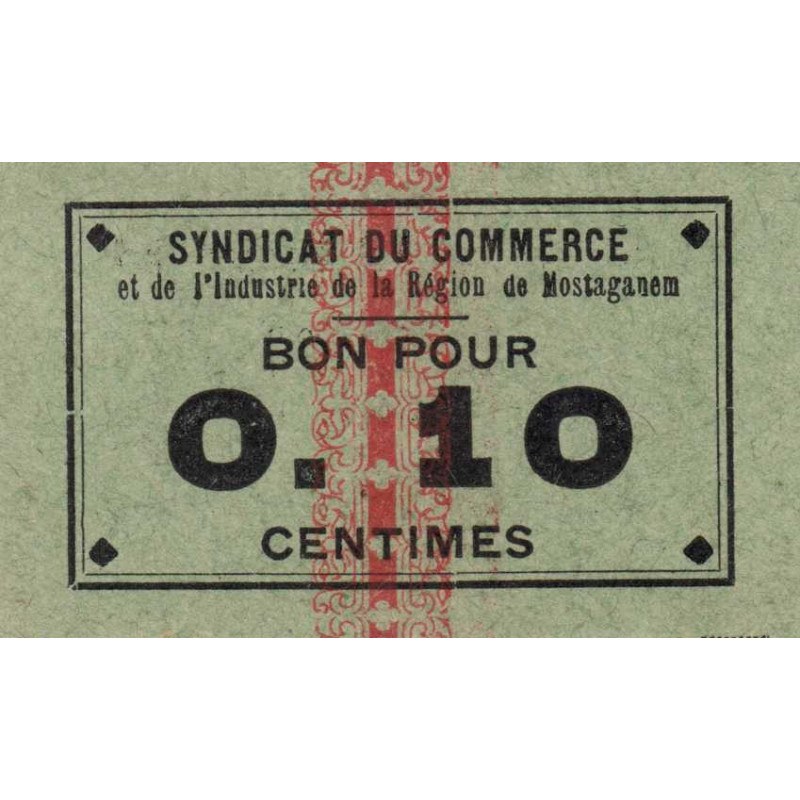 SYNDICAT DU COMMERCE
et de l'Industrie de la Région de Mostaganem
BON POUR
0.10
CENTIMES